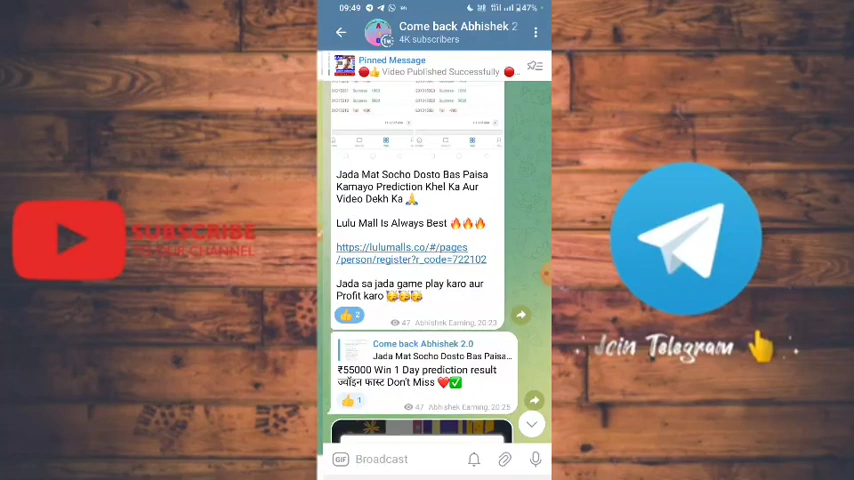 09:49
47%
Come back Abhishek 2
4K subscribers
Pinned Message
🔴👍 Video Published Successfully 🔴...
Jada Mat Socho Dosto Bas Paisa
Kamayo Prediction Khel Ka Aur
Video Dekh Ka 🙏
Lulu Mall Is Always Best 🔥🔥🔥
https://lulumalls.co/#/pages
/person/register?r_code=722102
Jada sa jada game play karo aur
Profit karo 🥳🥳🥳
👍 2
47 Abhishek Earning, 20:23
Come back Abhishek 2.0
Jada Mat Socho Dosto Bas Paisa...
₹55000 Win 1 Day prediction result
ज्वॉइन फास्ट Don't Miss ❤️✅
👍 1
47 Abhishek Earning, 20:25
GIF Broadcast
SUBSCRIBE
Join Telegram 👆